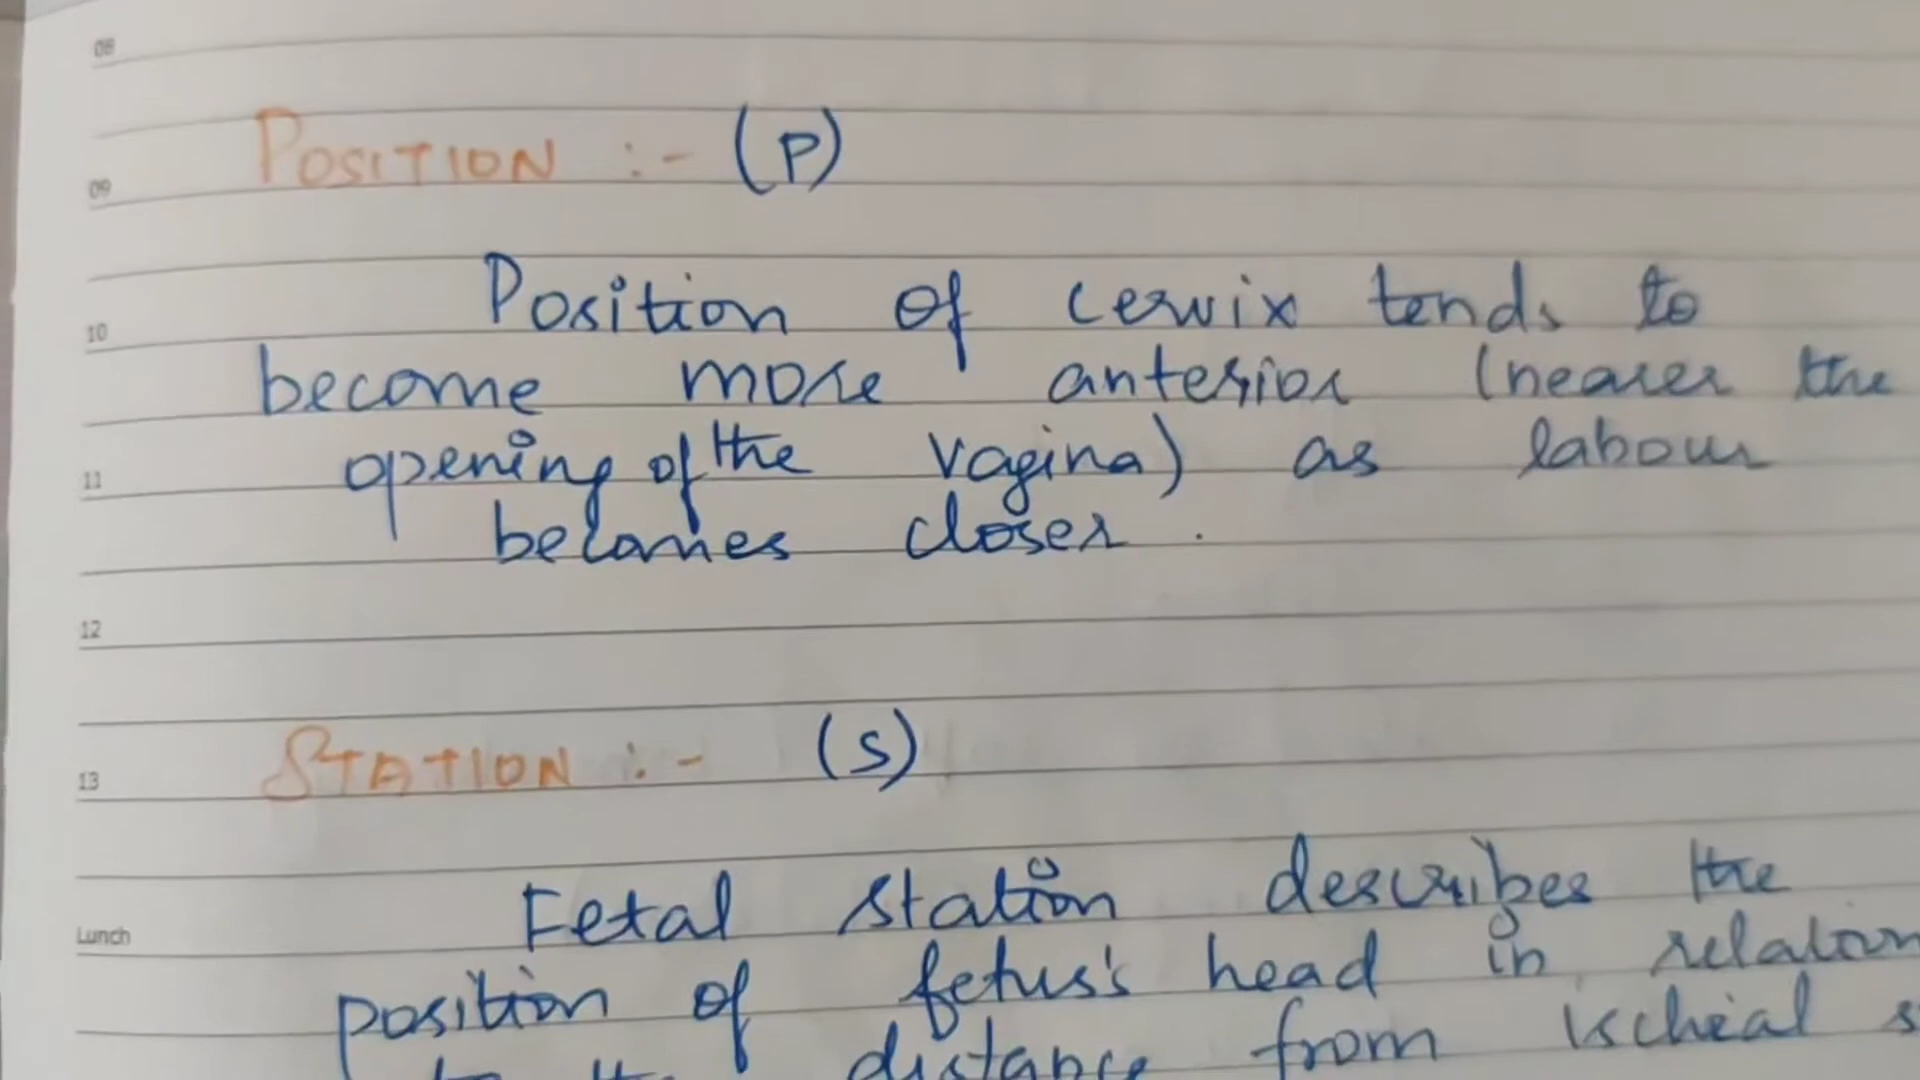 08
POSITION :- (P)
09
Position of cervix tends to
10
become more anterior (nearer the
opening of the vagina) as labour
11
becomes closer.
12
STATION :- (S)
13
Fetal station describes the
Lunch
position of fetus's head in relation
distance from ischial